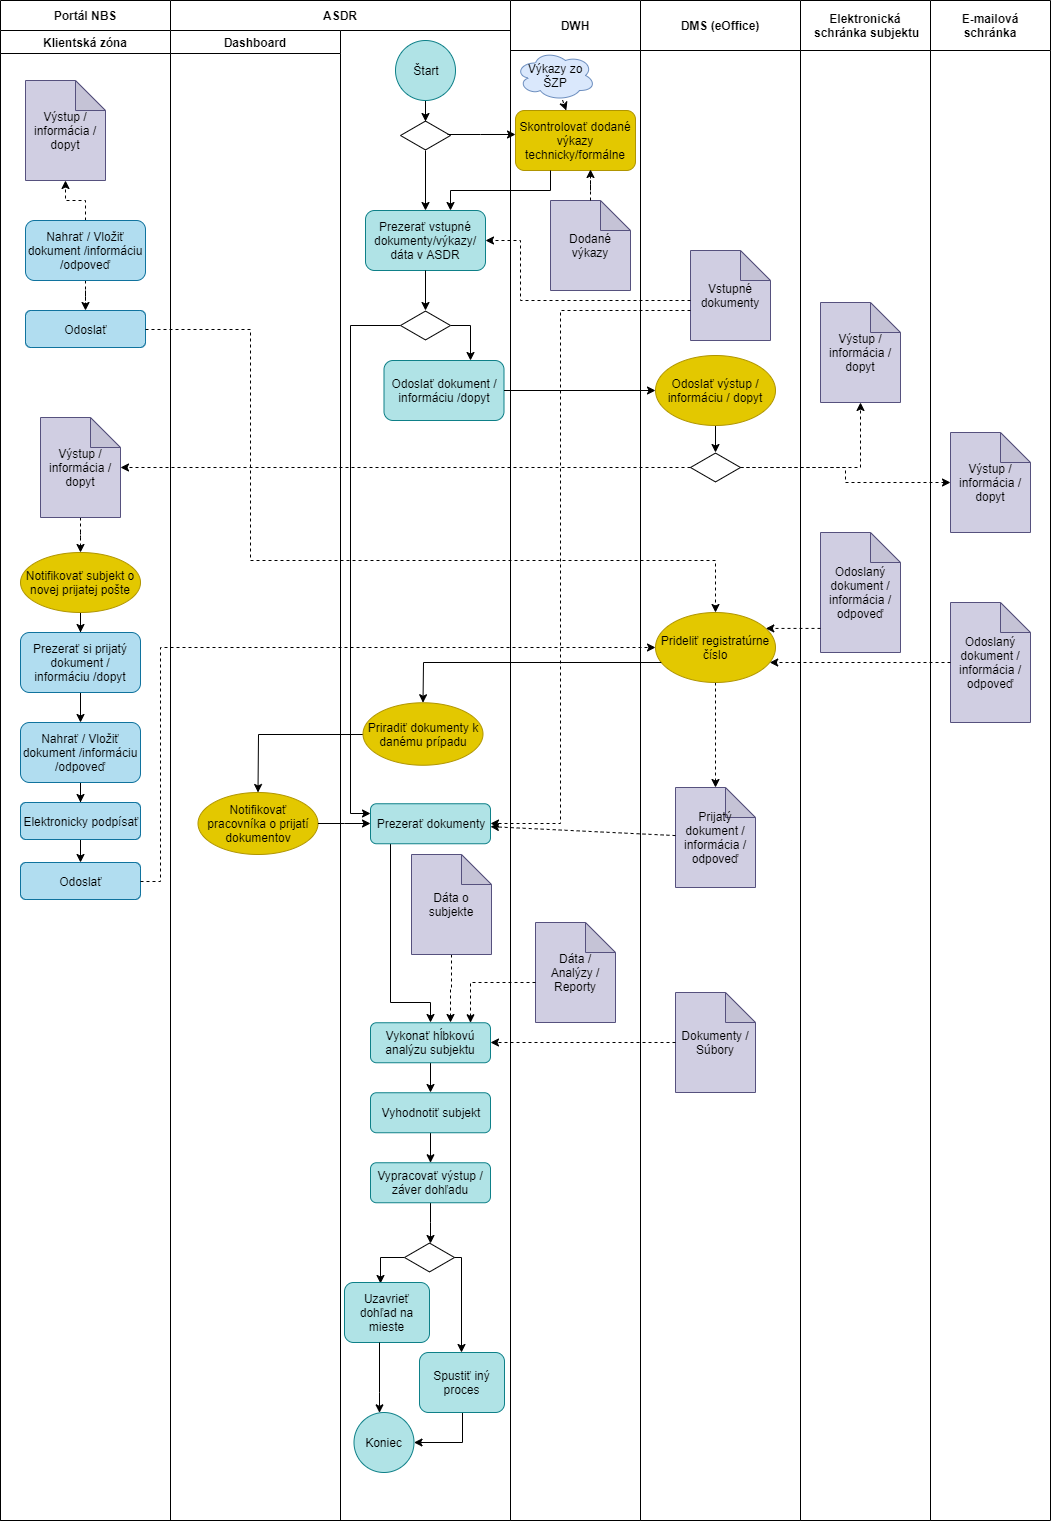 Portál NBS
ASDR
DWH
DMS (eOffice)
Elektronická
schránka subjektu
E-mailová
schránka
Klientská zóna
Dashboard
Štart
Výkazy zo
ŠZP
Výstup /
informácia /
dopyt
Skontrolovať dodané
výkazy
technicky/formálne
Nahrať / Vložiť
dokument /informáciu
/odpoveď
Prezerať vstupné
dokumenty/výkazy/
dáta v ASDR
Dodané
výkazy
Vstupné
dokumenty
Odoslať
Výstup /
informácia /
dopyt
Odoslať dokument /
informáciu /dopyt
Odoslať výstup /
informáciu / dopyt
Výstup /
informácia /
dopyt
Výstup /
informácia /
dopyt
Notifikovať subjekt o
novej prijatej pošte
Odoslaný
dokument /
informácia /
odpoveď
Prezerať si prijatý
dokument /
informáciu /dopyt
Prideliť registratúrne
číslo
Odoslaný
dokument /
informácia /
odpoveď
Nahrať / Vložiť
dokument /informáciu
/odpoveď
Priradiť dokumenty k
danému prípadu
Elektronicky podpísať
Notifikovať
pracovníka o prijatí
dokumentov
Prezerať dokumenty
Prijatý
dokument /
informácia /
odpoveď
Odoslať
Dáta o
subjekte
Dáta /
Analýzy /
Reporty
Vykonať hĺbkovú
analýzu subjektu
Dokumenty /
Súbory
Vyhodnotiť subjekt
Vypracovať výstup /
záver dohľadu
Uzavrieť
dohľad na
mieste
Spustiť iný
proces
Koniec